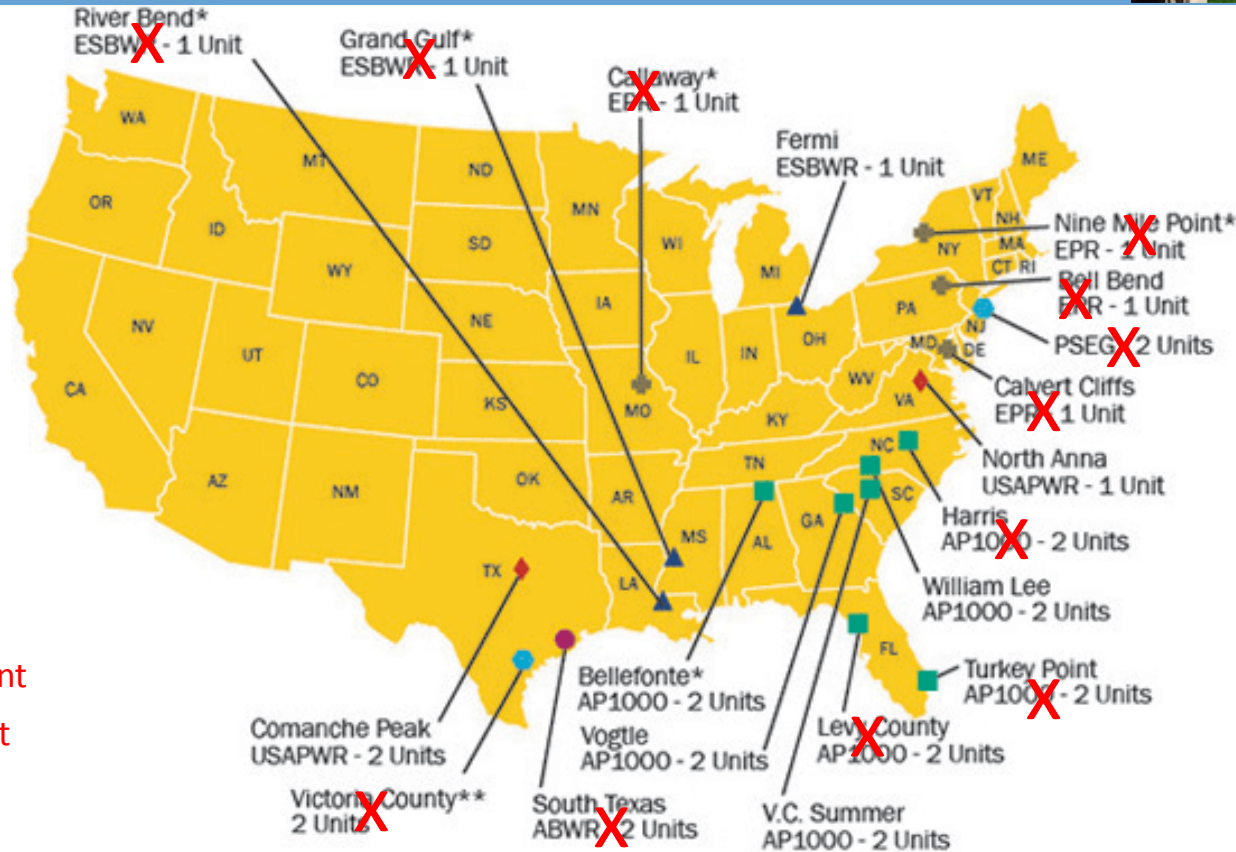 River Bend*
ESBWR - 1 Unit
Grand Gulf*
ESBWR - 1 Unit
Callaway*
EPR - 1 Unit
Fermi
ESBWR - 1 Unit
WA
MT
ND
MN
ME
OR
ID
SD
WI
MI
VT
NH
NY
MA
CT RI
Nine Mile Point*
EPR - 1 Unit
WY
IA
NE
PA
NJ
Bell Bend
EPR - 1 Unit
NV
UT
CO
IL
IN
OH
MD
DE
PSEG - 2 Units
CA
KS
MO
WV
VA
KY
Calvert Cliffs
EPR - 1 Unit
AZ
NM
OK
AR
TN
NC
SC
North Anna
USAPWR - 1 Unit
TX
LA
MS
AL
GA
Harris
AP1000 - 2 Units
William Lee
AP1000 - 2 Units
FL
nt
t
Bellefonte*
AP1000 - 2 Units
Turkey Point
AP1000 - 2 Units
Comanche Peak
USAPWR - 2 Units
Vogtle
AP1000 - 2 Units
Levy County
AP1000 - 2 Units
Victoria County**
2 Units
South Texas
ABWR - 2 Units
V.C. Summer
AP1000 - 2 Units
X
X
X
X
X
X
X
X
X
X
X
X